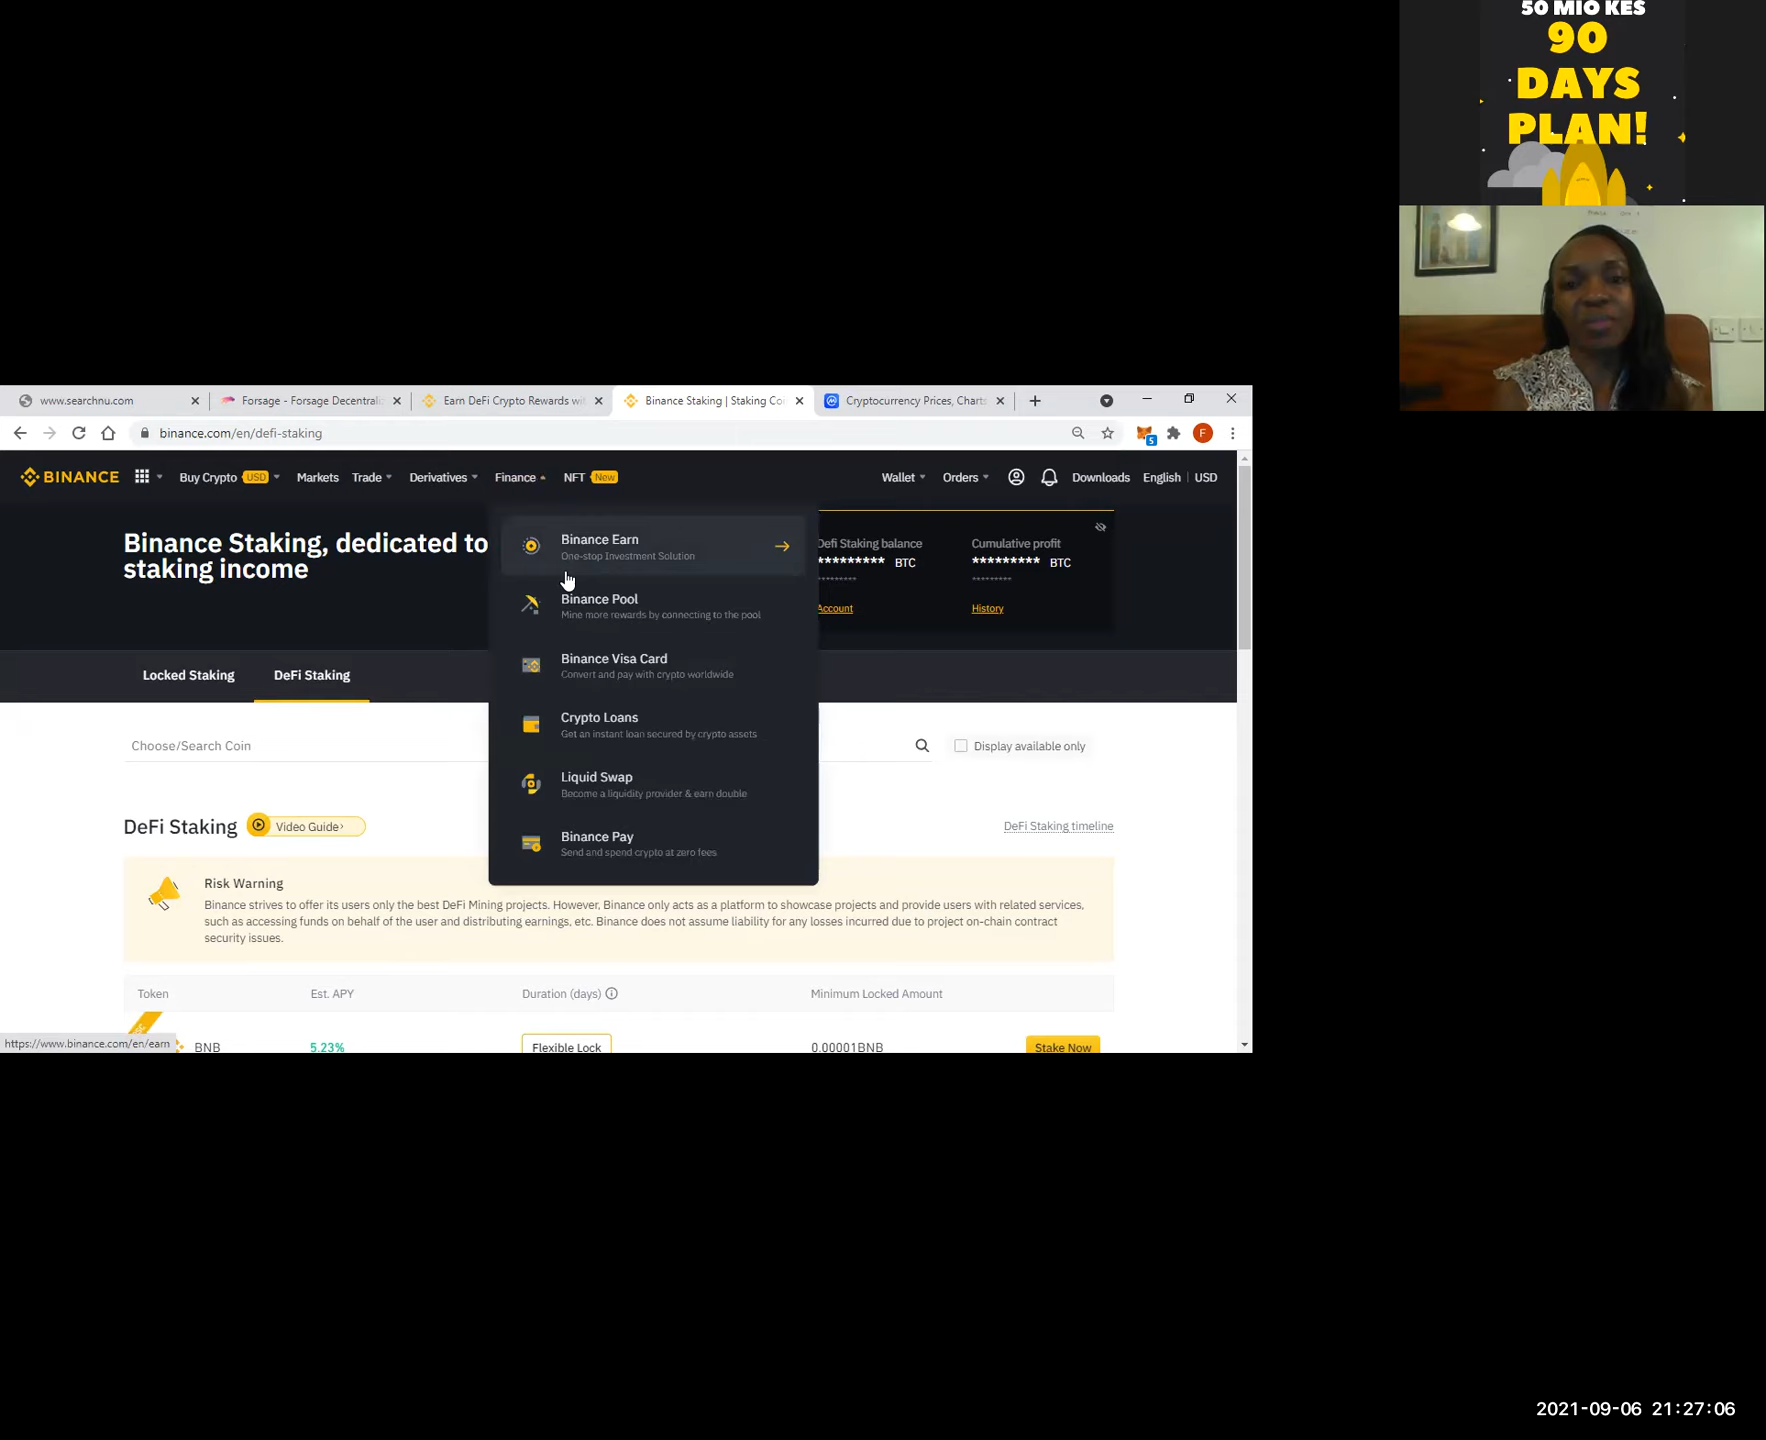 50 MIO KES
90
DAYS
PLAN!
www.searchnu.com
Forsage - Forsage Decentrali
Earn DeFi Crypto Rewards wit
Binance Staking | Staking Coi
Cryptocurrency Prices, Charts
binance.com/en/defi-staking
5
F
BINANCE
Buy Crypto USD
Markets
Trade
Derivatives
Finance
NFT New
Wallet
Orders
Downloads
English | USD
Binance Staking, dedicated to
staking income
Binance Earn
One-stop Investment Solution
Binance Pool
Mine more rewards by connecting to the pool
Binance Visa Card
Convert and pay with crypto worldwide
Crypto Loans
Get an instant loan secured by crypto assets
Liquid Swap
Become a liquidity provider & earn double
Binance Pay
Send and spend crypto at zero fees
Defi Staking balance
********* BTC
*********
Account
Cumulative profit
********* BTC
*********
History
Locked Staking
DeFi Staking
Choose/Search Coin
Display available only
DeFi Staking
Video Guide
DeFi Staking timeline
Risk Warning
Binance strives to offer its users only the best DeFi Mining projects. However, Binance only acts as a platform to showcase projects and provide users with related services,
such as accessing funds on behalf of the user and distributing earnings, etc. Binance does not assume liability for any losses incurred due to project on-chain contract
security issues.
Token
Est. APY
Duration (days)
Minimum Locked Amount
BNB
5.23%
Flexible Lock
0.00001BNB
Stake Now
https://www.binance.com/en/earn
2021-09-06 21:27:06